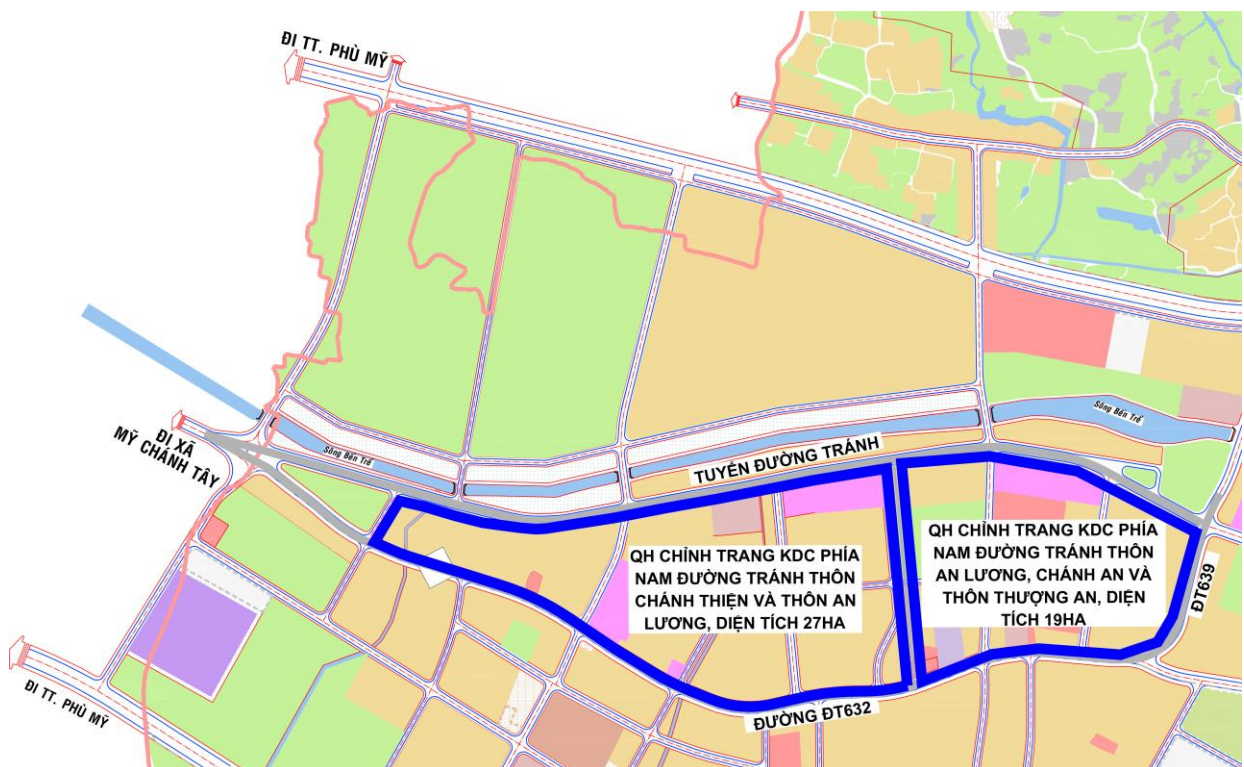 ĐI TT. PHÙ MỸ
ĐI XÃ
MỸ CHÁNH TÂY
Sông Bến Trể
Sông Bến Trể
TUYẾN ĐƯỜNG TRÁNH
QH CHỈNH TRANG KDC PHÍA
NAM ĐƯỜNG TRÁNH THÔN
CHÁNH THIỆN VÀ THÔN AN
LƯƠNG, DIỆN TÍCH 27HA
QH CHỈNH TRANG KDC PHÍA
NAM ĐƯỜNG TRÁNH THÔN
AN LƯƠNG, CHÁNH AN VÀ
THÔN THƯỢNG AN, DIỆN
TÍCH 19HA
ĐT639
ĐƯỜNG ĐT632
ĐI TT. PHÙ MỸ